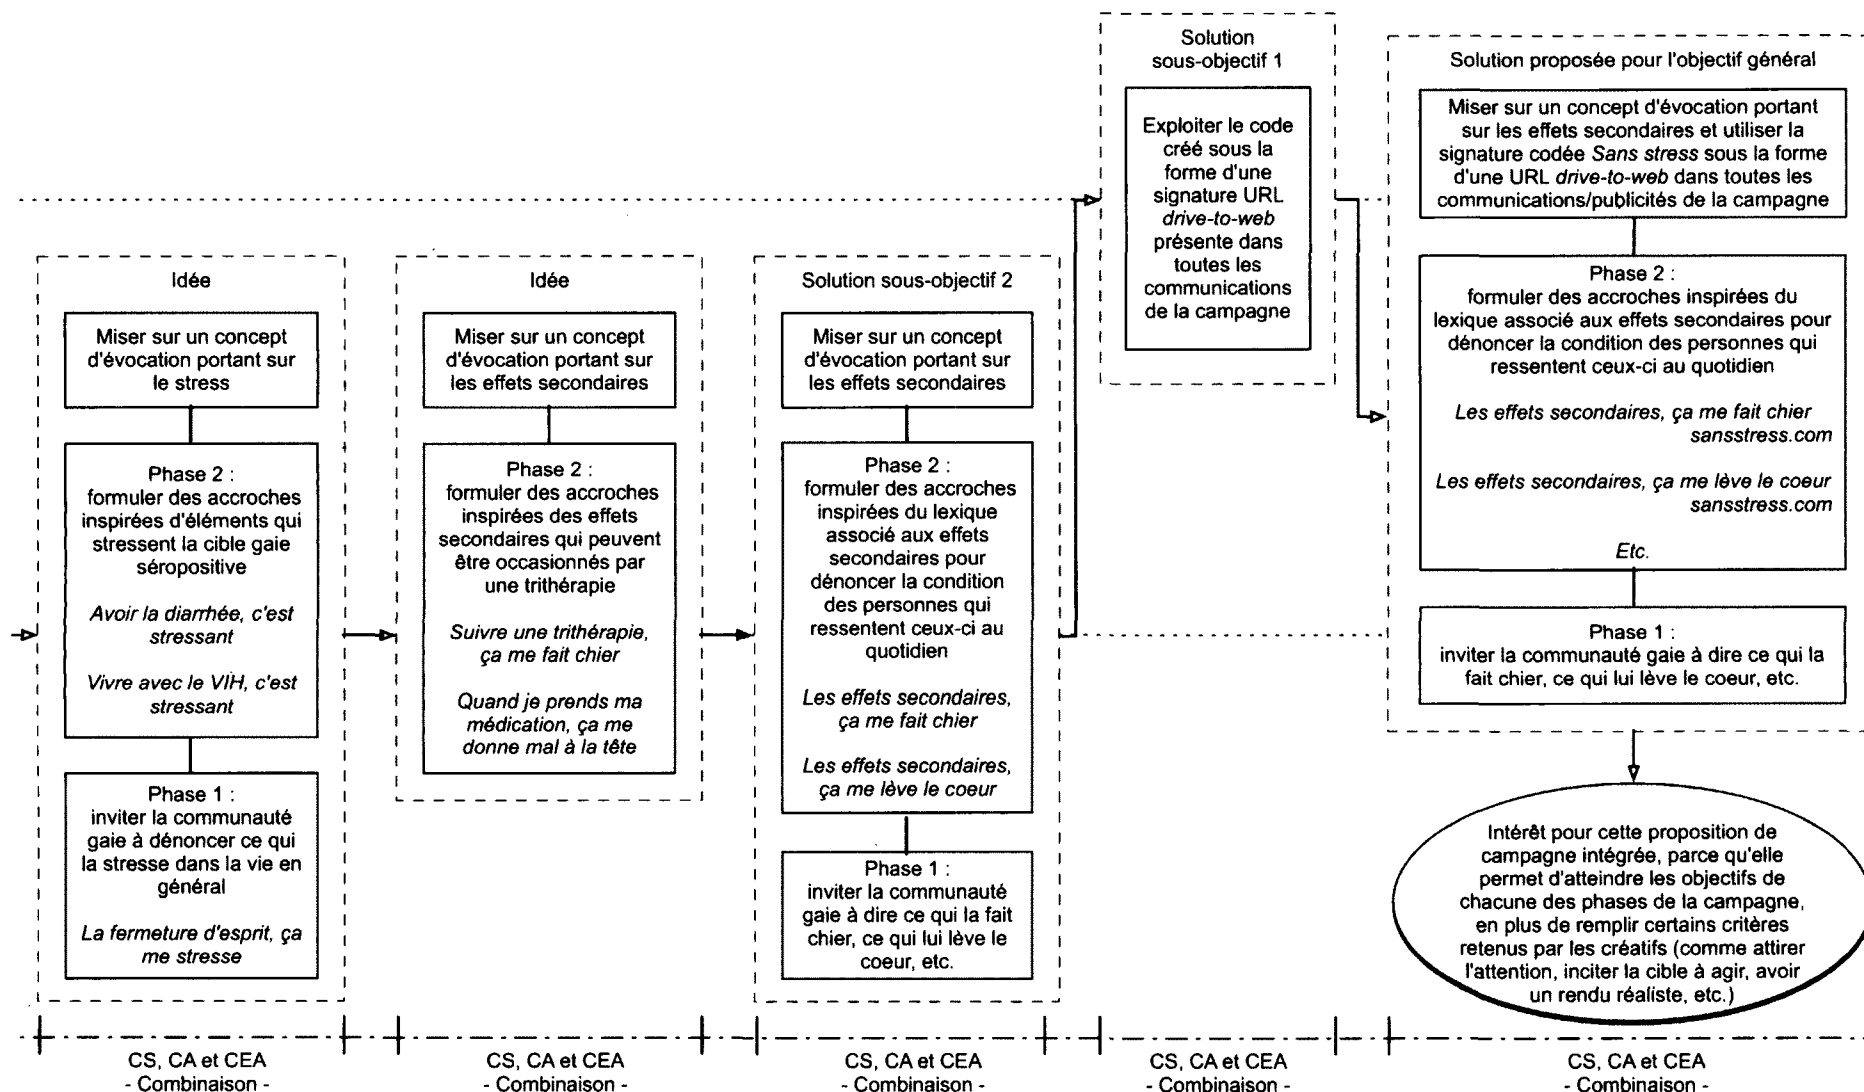 Idée
Miser sur un concept
d'évocation portant sur
le stress
Phase 2 :
formuler des accroches
inspirées d'éléments qui
stressent la cible gaie
séropositive
Avoir la diarrhée, c'est
stressant
Vivre avec le VIH, c'est
stressant
Phase 1 :
inviter la communauté
gaie à dénoncer ce qui
la stresse dans la vie en
général
La fermeture d'esprit, ça
me stresse
CS, CA et CEA
- Combinaison -
Idée
Miser sur un concept
d'évocation portant sur
les effets secondaires
Phase 2 :
formuler des accroches
inspirées des effets
secondaires qui peuvent
être occasionnés par
une trithérapie
Suivre une trithérapie,
ça me fait chier
Quand je prends ma
médication, ça me
donne mal à la tête
CS, CA et CEA
- Combinaison -
Solution sous-objectif 2
Miser sur un concept
d'évocation portant sur
les effets secondaires
Phase 2 :
formuler des accroches
inspirées du lexique
associé aux effets
secondaires pour
dénoncer la condition
des personnes qui
ressentent ceux-ci au
quotidien
Les effets secondaires,
ça me fait chier
Les effets secondaires,
ça me lève le coeur
Phase 1 :
inviter la communauté
gaie à dire ce qui la fait
chier, ce qui lui lève le
coeur, etc.
CS, CA et CEA
- Combinaison -
Solution
sous-objectif 1
Exploiter le code
créé sous la
forme d'une
signature URL
drive-to-web
présente dans
toutes les
communications
de la campagne
CS, CA et CEA
- Combinaison -
Solution proposée pour l'objectif général
Miser sur un concept d'évocation portant
sur les effets secondaires et utiliser la
signature codée Sans stress sous la forme
d'une URL drive-to-web dans toutes les
communications/publicités de la campagne
Phase 2 :
formuler des accroches inspirées du
lexique associé aux effets secondaires pour
dénoncer la condition des personnes qui
ressentent ceux-ci au quotidien
Les effets secondaires, ça me fait chier
sansstress.com
Les effets secondaires, ça me lève le coeur
sansstress.com
Etc.
Phase 1 :
inviter la communauté gaie à dire ce qui la
fait chier, ce qui lui lève le coeur, etc.
Intérêt pour cette proposition de
campagne intégrée, parce qu'elle
permet d'atteindre les objectifs de
chacune des phases de la campagne,
en plus de remplir certains critères
retenus par les créatifs (comme attirer
l'attention, inciter la cible à agir, avoir
un rendu réaliste, etc.)
CS, CA et CEA
- Combinaison -